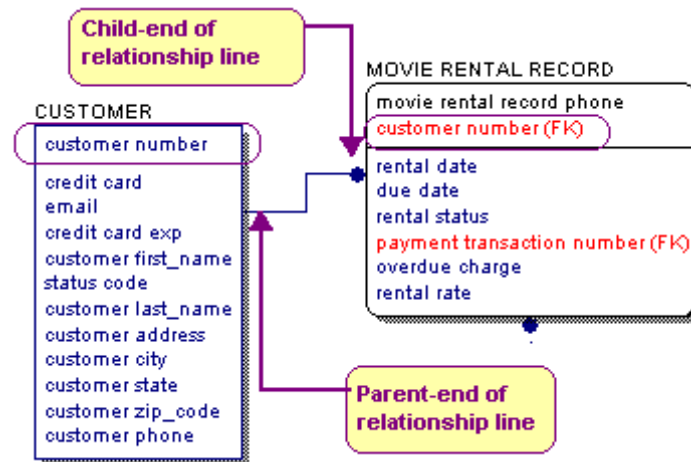 Child-end of
relationship line
MOVIE RENTAL RECORD
movie rental record phone
customer number (FK)
rental date
due date
rental status
payment transaction number (FK)
overdue charge
rental rate
CUSTOMER
customer number
credit card
email
credit card exp
customer first_name
status code
customer last_name
customer address
customer city
customer state
customer zip_code
customer phone
Parent-end of
relationship line